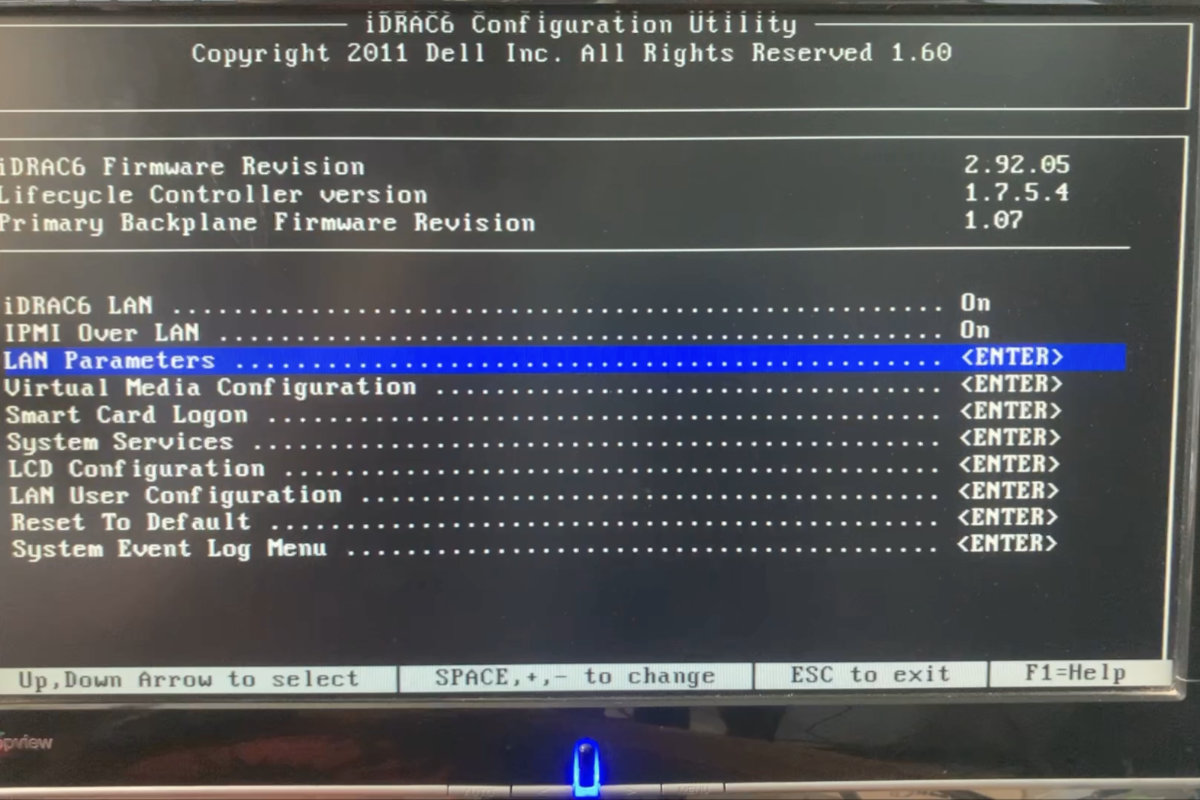 iDRAC6 Configuration Utility
Copyright 2011 Dell Inc. All Rights Reserved 1.60
iDRAC6 Firmware Revision 2.92.05
Lifecycle Controller version 1.7.5.4
Primary Backplane Firmware Revision 1.07
iDRAC6 LAN ................................................... On
IPMI Over LAN ................................................ On
LAN Parameters ............................................... <ENTER>
Virtual Media Configuration .................................. <ENTER>
Smart Card Logon ............................................. <ENTER>
System Services .............................................. <ENTER>
LCD Configuration ............................................ <ENTER>
LAN User Configuration ....................................... <ENTER>
Reset To Default ............................................. <ENTER>
System Event Log Menu ........................................ <ENTER>
Up,Down Arrow to select SPACE,+,- to change ESC to exit F1=Help